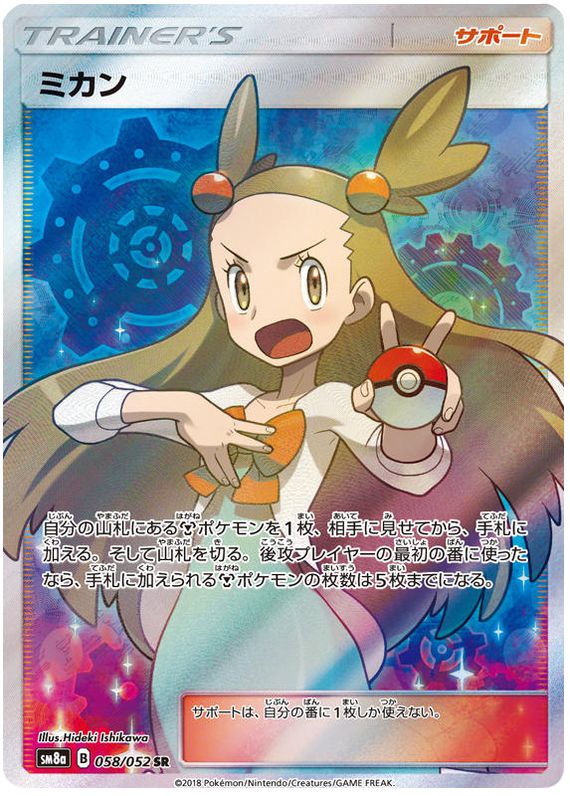 TRAINER'S サポート
ミカン
自分の山札にあるポケモンを1枚、相手に見せてから、手札に
加える。そして山札を切る。後攻プレイヤーの最初の番に使った
なら、手札に加えられるポケモンの枚数は5枚までになる。
サポートは、自分の番に1枚しか使えない。
Illus.Hideki Ishikawa
SM8a B 058/052 SR
©2018 Pokémon/Nintendo/Creatures/GAME FREAK.